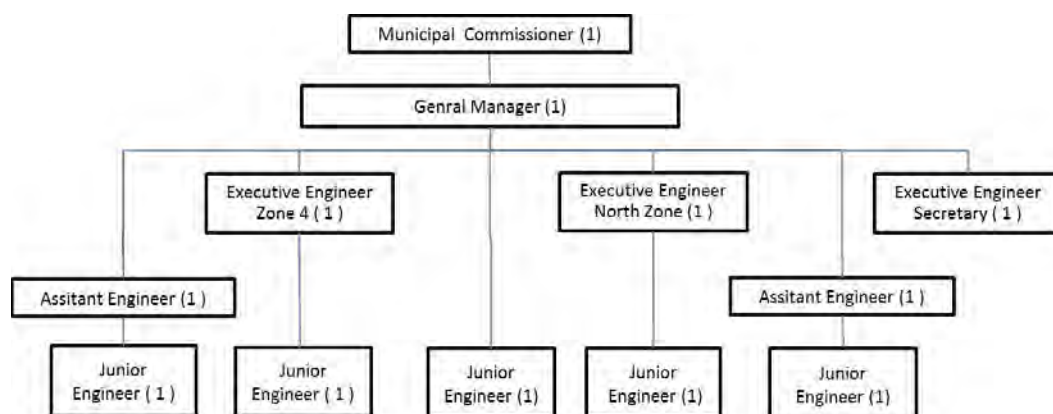 Municipal Commissioner (1)
Genral Manager (1)
Executive Engineer
Zone 4 ( 1 )
Executive Engineer
North Zone (1 )
Executive Engineer
Secretary ( 1 )
Assitant Engineer (1 )
Assitant Engineer (1 )
Junior
Engineer ( 1 )
Junior
Engineer ( 1 )
Junior
Engineer (1)
Junior
Engineer (1)
Junior
Engineer (1)